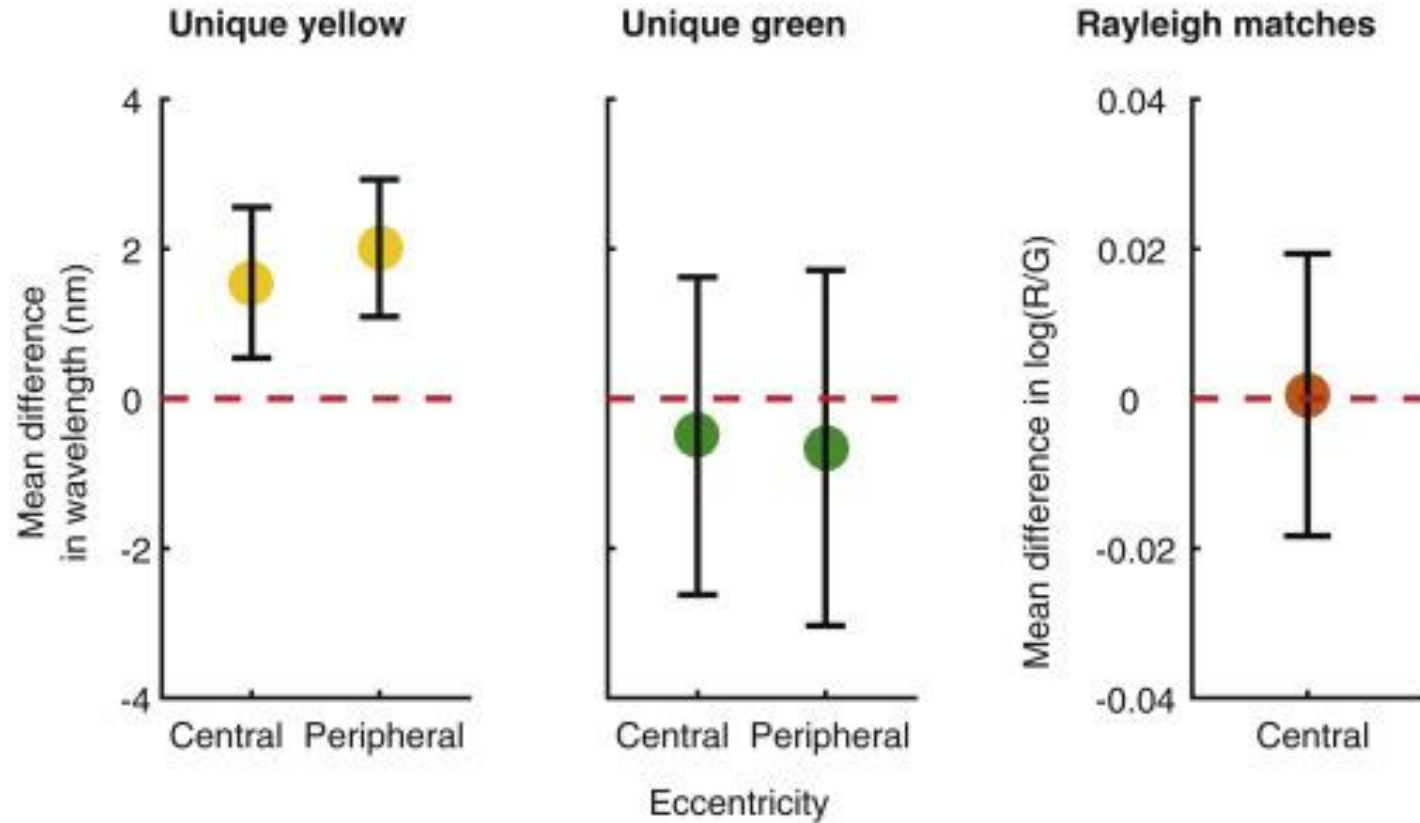 Unique yellow
Unique green
Rayleigh matches
Mean difference
in wavelength (nm)
4
2
0
-2
-4
Central
Peripheral
Central
Peripheral
Mean difference in log(R/G)
0.04
0.02
0
-0.02
-0.04
Central
Eccentricity